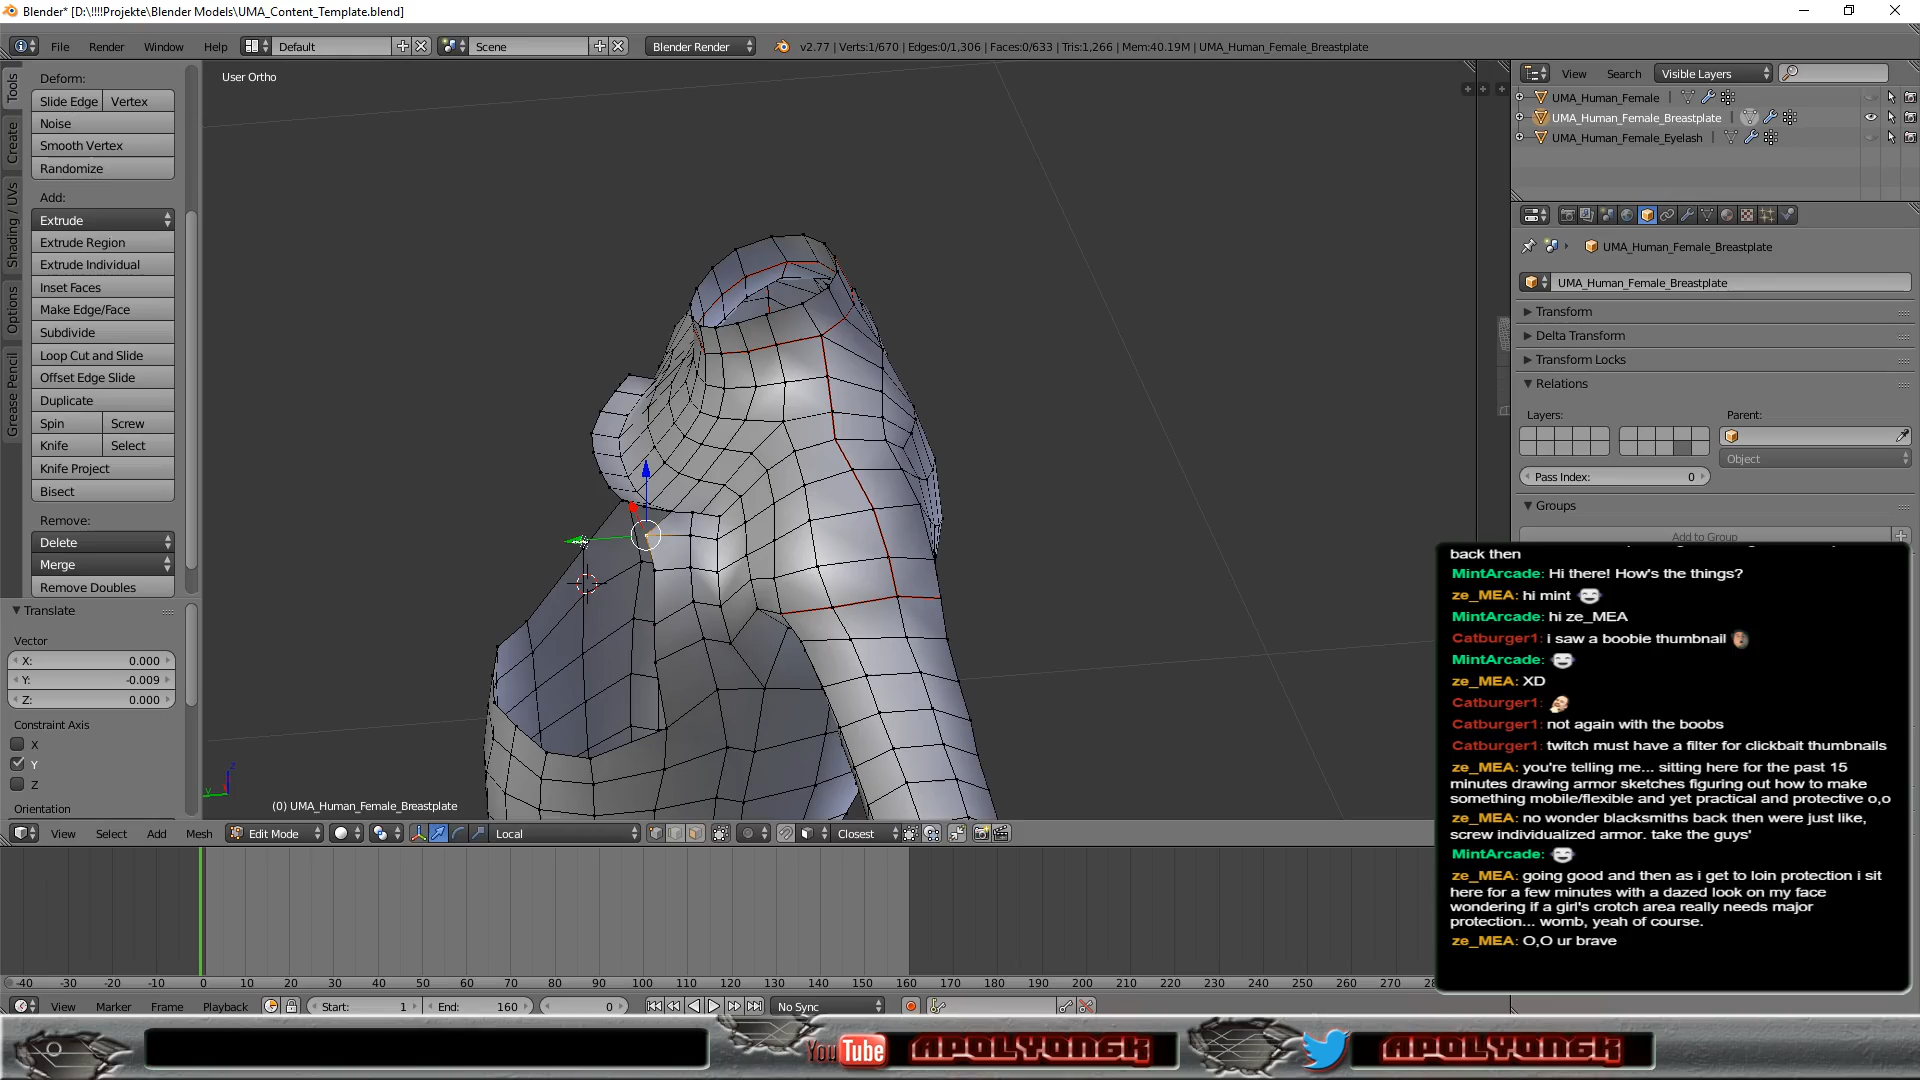 Blender* [D:\!!!!Projekte\Blender Models\UMA_Content_Template.blend]
File Render Window Help Default Scene Blender Render v2.77 | Verts:1/670 | Edges:0/1,306 | Faces:0/633 | Tris:1,266 | Mem:40.19M | UMA_Human_Female_Breastplate
Tools
Create
Shading / UVs
Options
Grease Pencil
Deform:
Slide Edge Vertex
Noise
Smooth Vertex
Randomize
Add:
Extrude
Extrude Region
Extrude Individual
Inset Faces
Make Edge/Face
Subdivide
Loop Cut and Slide
Offset Edge Slide
Duplicate
Spin Screw
Knife Select
Knife Project
Bisect
Remove:
Delete
Merge
Remove Doubles
Translate
Vector
X: 0.000
Y: -0.009
Z: 0.000
Constraint Axis
X
Y
Z
Orientation
User Ortho
(0) UMA_Human_Female_Breastplate
View Select Add Mesh Edit Mode Local Closest
View Search Visible Layers
UMA_Human_Female
UMA_Human_Female_Breastplate
UMA_Human_Female_Eyelash
UMA_Human_Female_Breastplate
UMA_Human_Female_Breastplate
Transform
Delta Transform
Transform Locks
Relations
Layers: Parent:
Object
Pass Index: 0
Groups
Add to Group
back then
MintArcade: Hi there! How's the things?
ze_MEA: hi mint
MintArcade: hi ze_MEA
Catburger1: i saw a boobie thumbnail
MintArcade:
ze_MEA: XD
Catburger1:
Catburger1: not again with the boobs
Catburger1: twitch must have a filter for clickbait thumbnails
ze_MEA: you're telling me... sitting here for the past 15
minutes drawing armor sketches figuring out how to make
something mobile/flexible and yet practical and protective o,o
ze_MEA: no wonder blacksmiths back then were just like,
screw individualized armor. take the guys'
MintArcade:
ze_MEA: going good and then as i get to loin protection i sit
here for a few minutes with a dazed look on my face
wondering if a girl's crotch area really needs major
protection... womb, yeah of course.
ze_MEA: O,O ur brave
-40 -30 -20 -10 0 10 20 30 40 50 60 70 80 90 100 110 120 130 140 150 160 170 180 190 200 210 220 230 240 250 260 270
View Marker Frame Playback Start: 1 End: 160 0 No Sync
YouTube APOLYON6K APOLYON6K